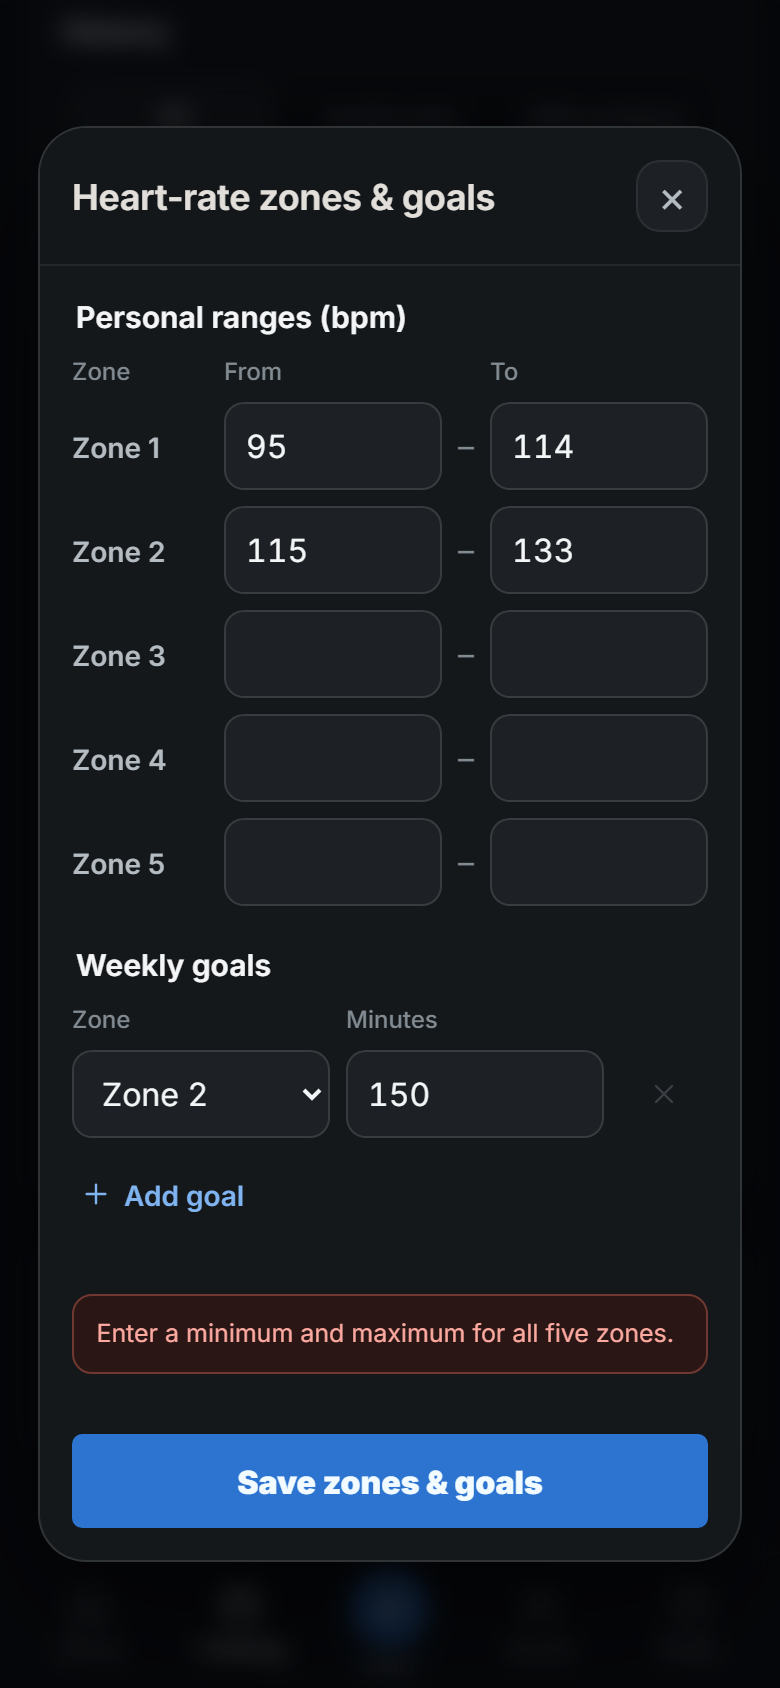 Heart-rate zones & goals
Personal ranges (bpm)
Zone From To
Zone 1 95 – 114
Zone 2 115 – 133
Zone 3 –
Zone 4 –
Zone 5 –
Weekly goals
Zone Minutes
Zone 2 150
+ Add goal
Enter a minimum and maximum for all five zones.
Save zones & goals